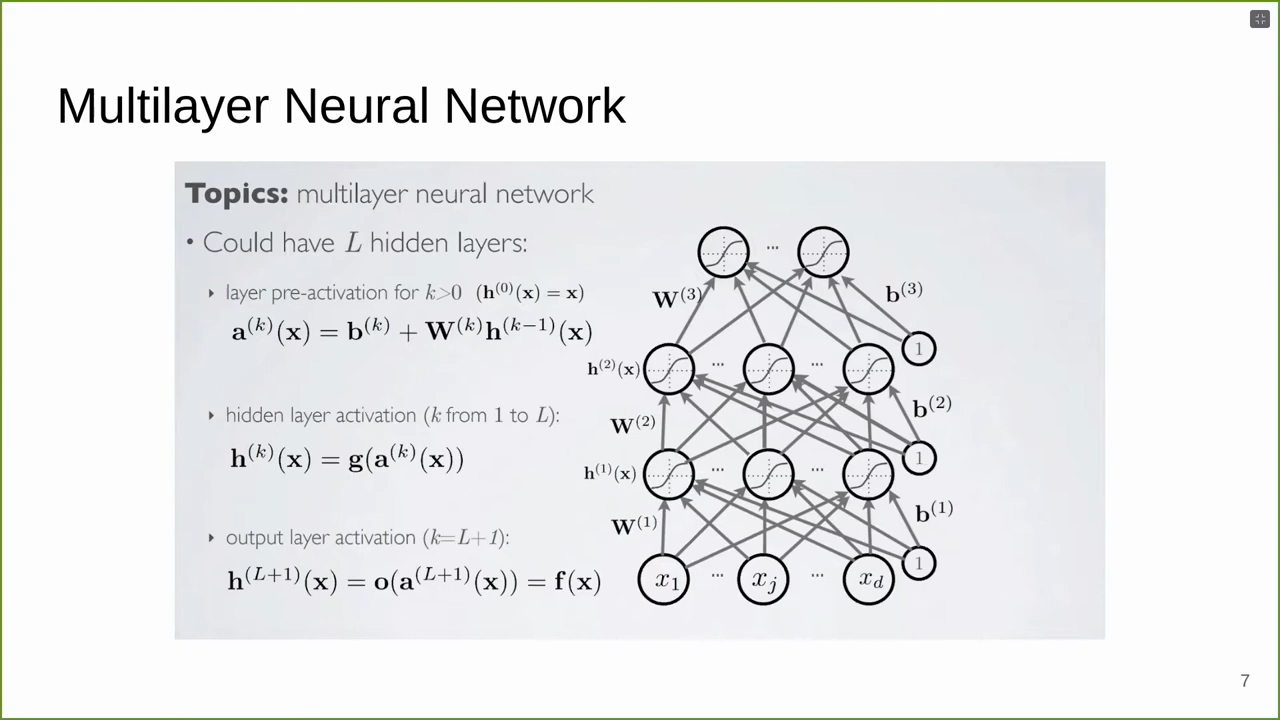 Multilayer Neural Network
Topics: multilayer neural network
• Could have L hidden layers:
‣ layer pre-activation for k>0 (h^(0)(x) = x)
a^(k)(x) = b^(k) + W^(k)h^(k−1)(x)
‣ hidden layer activation (k from 1 to L):
h^(k)(x) = g(a^(k)(x))
‣ output layer activation (k=L+1):
h^(L+1)(x) = o(a^(L+1)(x)) = f(x)
...
W^(3) b^(3)
1
h^(2)(x) ... ...
W^(2) b^(2)
1
h^(1)(x) ... ...
W^(1) b^(1)
1
x₁ ... xⱼ ... x_d
7